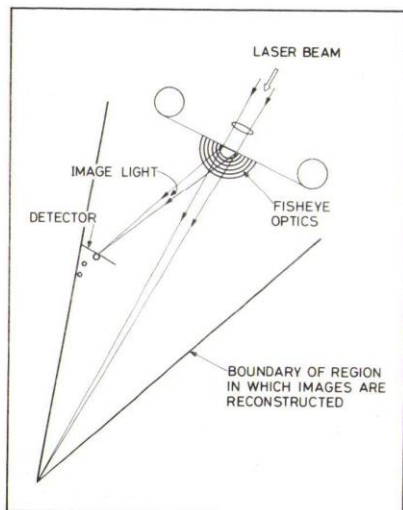 LASER BEAM
IMAGE LIGHT
DETECTOR
FISHEYE
OPTICS
BOUNDARY OF REGION
IN WHICH IMAGES ARE
RECONSTRUCTED